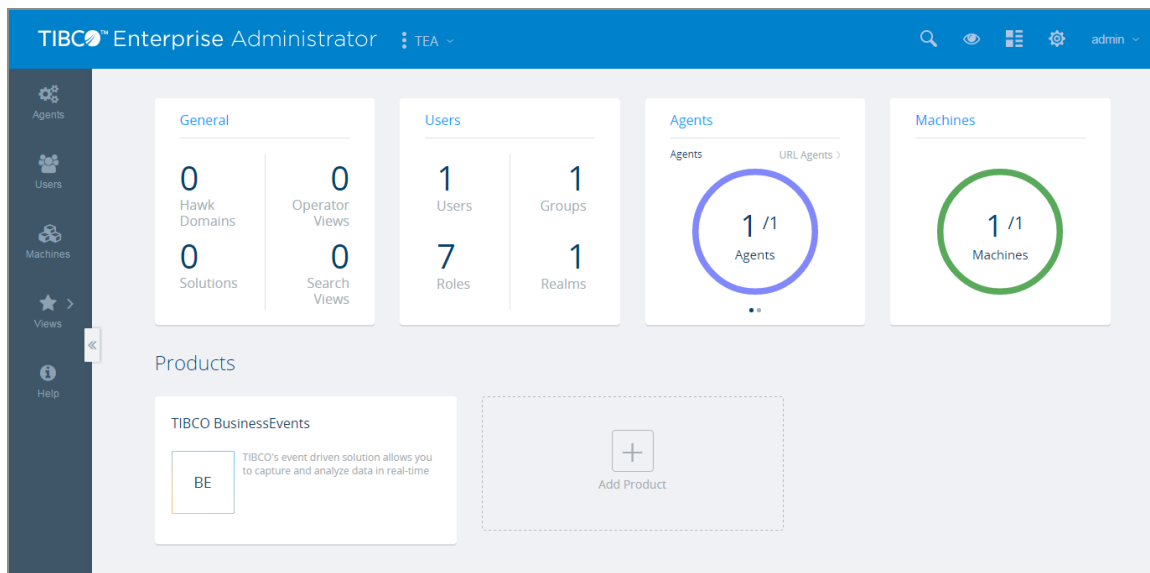 TIBCO™ Enterprise Administrator
TEA
admin
Agents
Users
Machines
Views
Help
General
0
Hawk
Domains
0
Operator
Views
0
Solutions
0
Search
Views
Users
1
Users
1
Groups
7
Roles
1
Realms
Agents
Agents
URL Agents
1 /1
Agents
Machines
1 /1
Machines
Products
TIBCO BusinessEvents
BE
TIBCO's event driven solution allows you
to capture and analyze data in real-time
Add Product